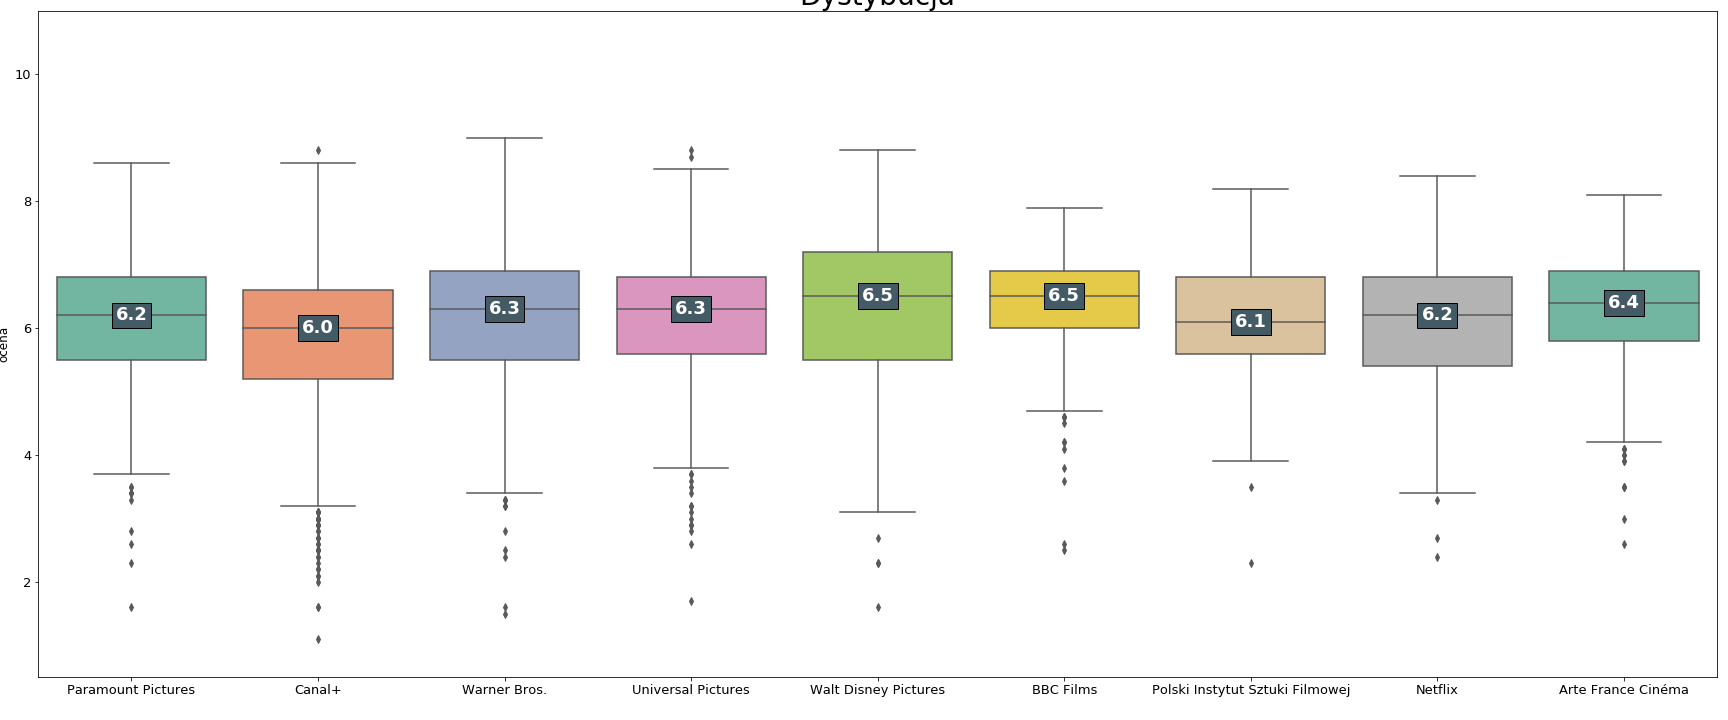 Dystybucja
ocena
10
8
6
4
2
6.2
6.0
6.3
6.3
6.5
6.5
6.1
6.2
6.4
Paramount Pictures
Canal+
Warner Bros.
Universal Pictures
Walt Disney Pictures
BBC Films
Polski Instytut Sztuki Filmowej
Netflix
Arte France Cinéma